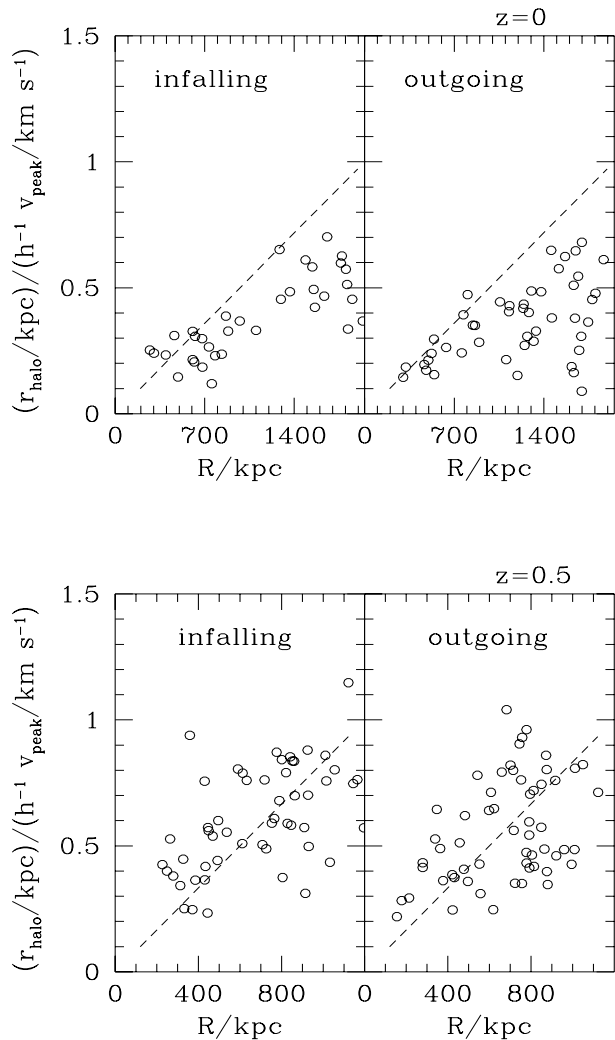 z=0
1.5
infalling
outgoing
1
0.5
0
(r_halo/kpc)/(h⁻¹ v_peak/km s⁻¹)
0 700 1400 0 700 1400
R/kpc R/kpc
z=0.5
1.5
infalling
outgoing
1
0.5
0
(r_halo/kpc)/(h⁻¹ v_peak/km s⁻¹)
0 400 800 0 400 800
R/kpc R/kpc